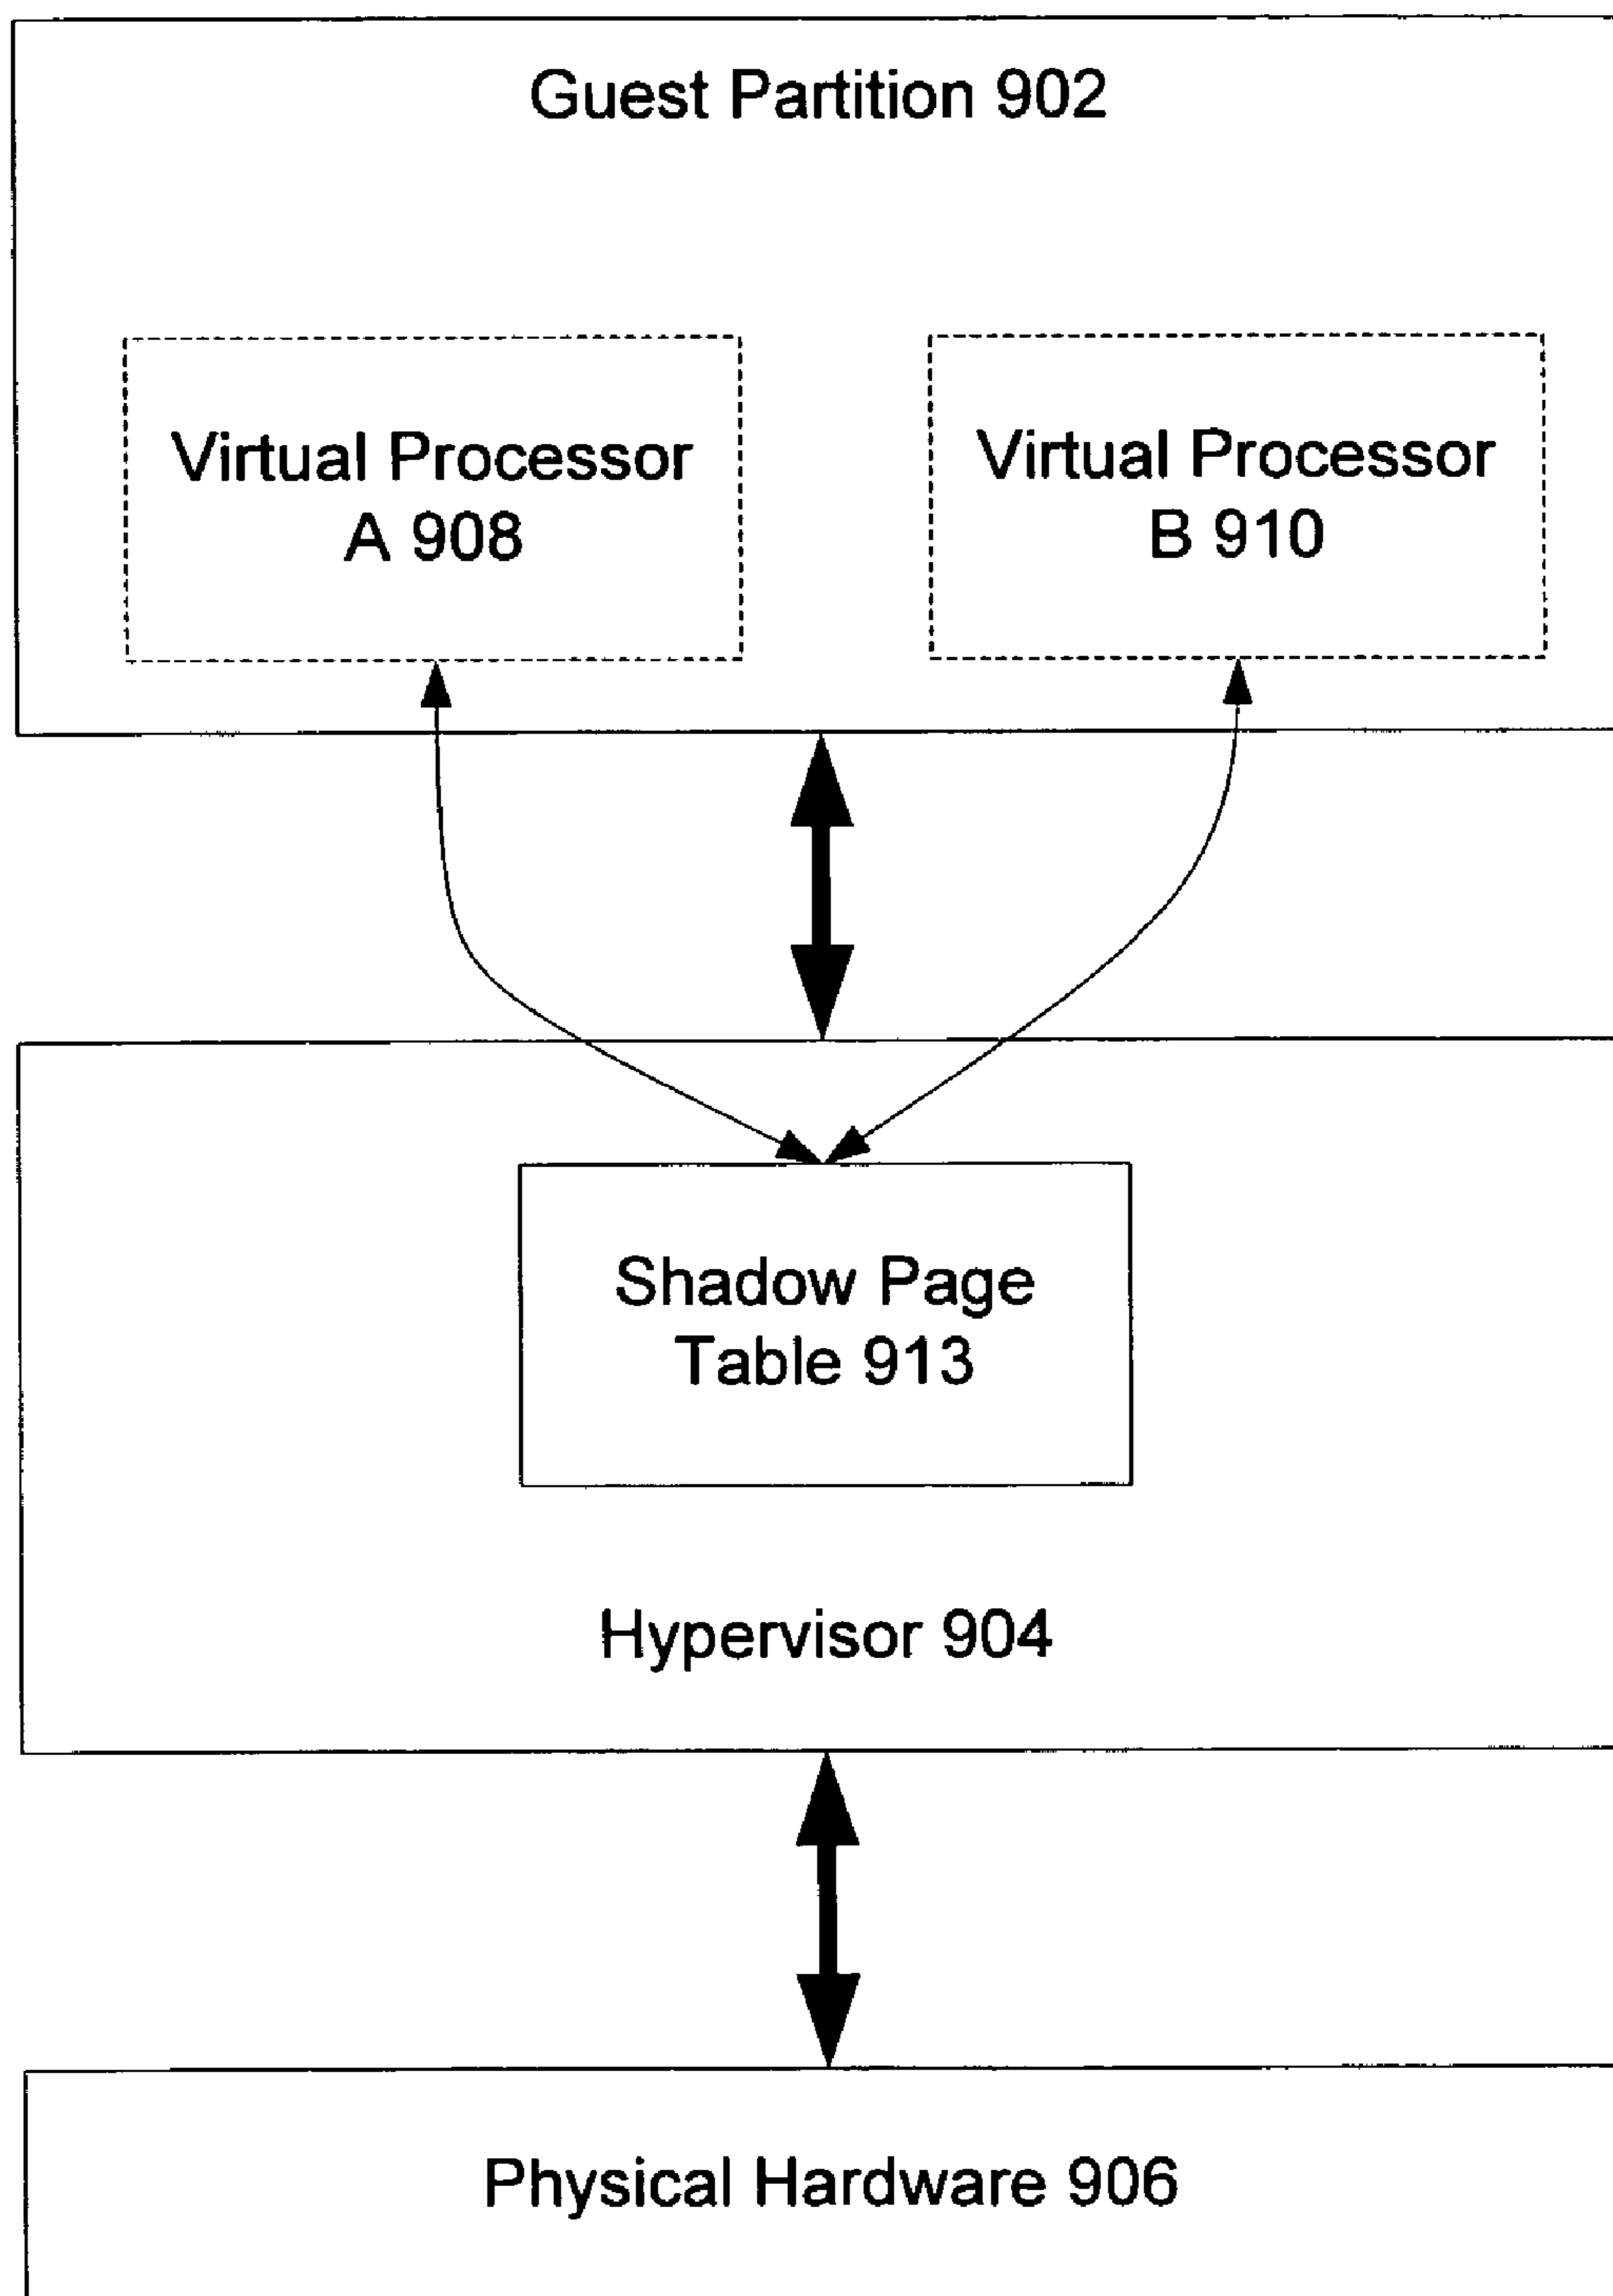 Guest Partition 902
Virtual Processor
A 908
Virtual Processor
B 910
Shadow Page
Table 913
Hypervisor 904
Physical Hardware 906